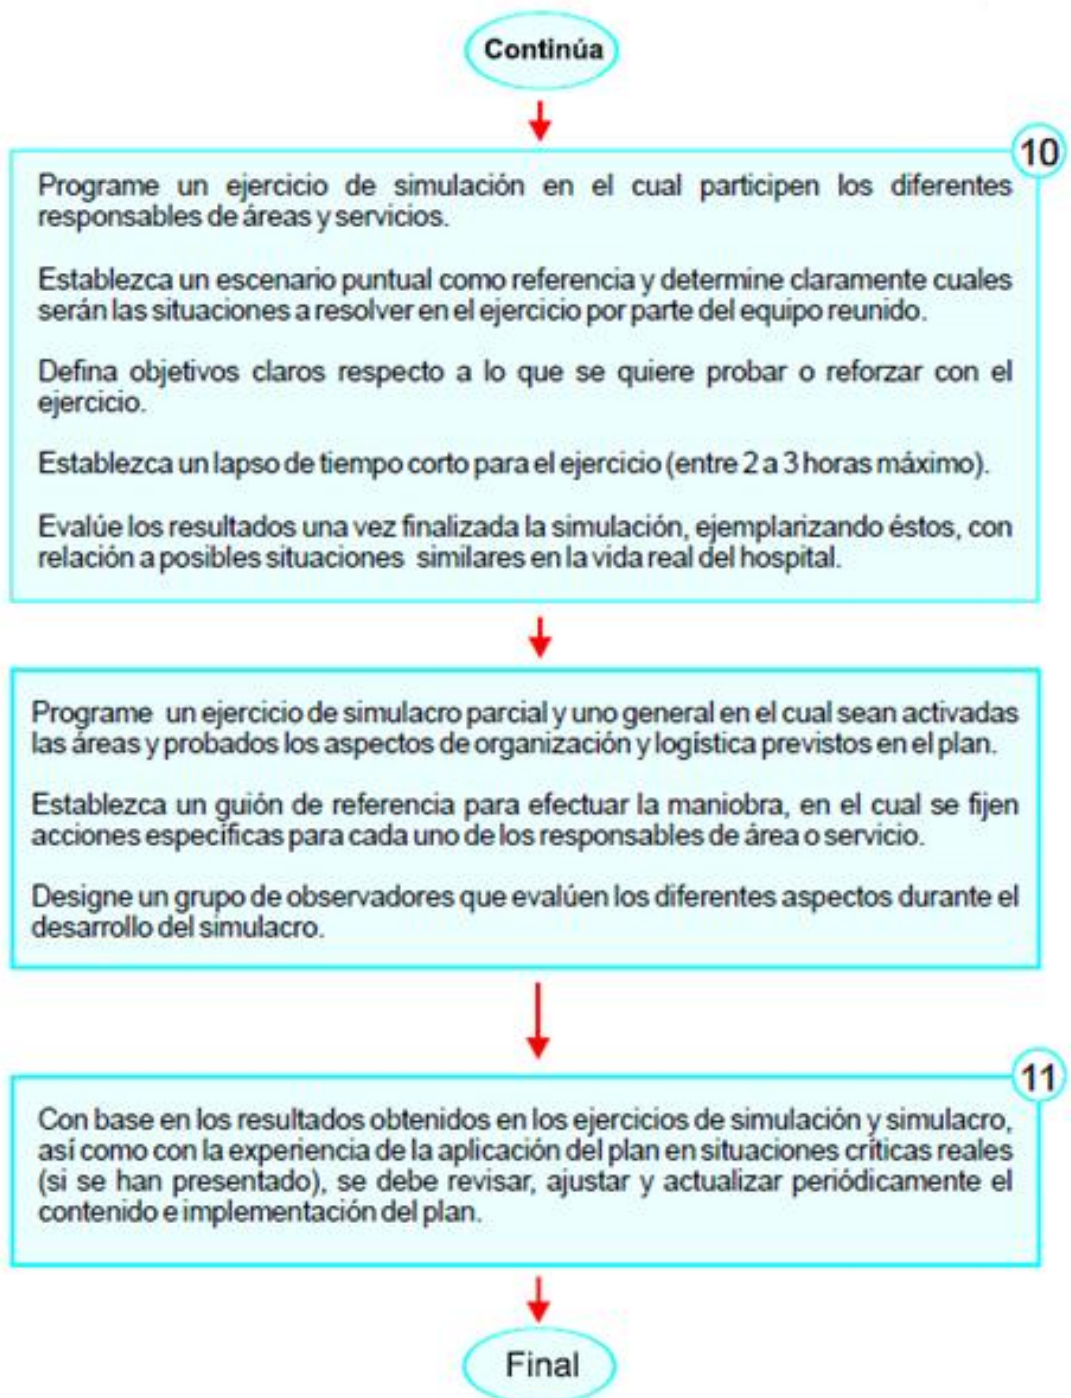 Continúa
10
Programe un ejercicio de simulación en el cual participen los diferentes
responsables de áreas y servicios.
Establezca un escenario puntual como referencia y determine claramente cuales
serán las situaciones a resolver en el ejercicio por parte del equipo reunido.
Defina objetivos claros respecto a lo que se quiere probar o reforzar con el
ejercicio.
Establezca un lapso de tiempo corto para el ejercicio (entre 2 a 3 horas máximo).
Evalúe los resultados una vez finalizada la simulación, ejemplarizando éstos, con
relación a posibles situaciones similares en la vida real del hospital.
Programe un ejercicio de simulacro parcial y uno general en el cual sean activadas
las áreas y probados los aspectos de organización y logística previstos en el plan.
Establezca un guión de referencia para efectuar la maniobra, en el cual se fijen
acciones específicas para cada uno de los responsables de área o servicio.
Designe un grupo de observadores que evalúen los diferentes aspectos durante el
desarrollo del simulacro.
11
Con base en los resultados obtenidos en los ejercicios de simulación y simulacro,
así como con la experiencia de la aplicación del plan en situaciones críticas reales
(si se han presentado), se debe revisar, ajustar y actualizar periódicamente el
contenido e implementación del plan.
Final